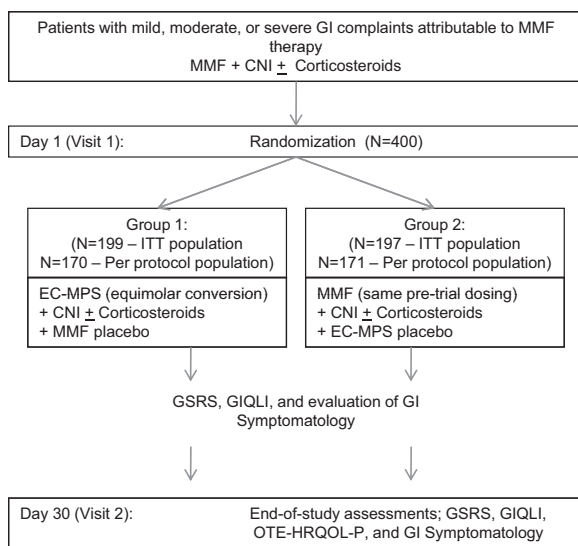 Patients with mild, moderate, or severe GI complaints attributable to MMF
therapy
MMF + CNI ± Corticosteroids
Day 1 (Visit 1): Randomization (N=400)
Group 1:
(N=199 – ITT population
N=170 – Per protocol population)
EC-MPS (equimolar conversion)
+ CNI ± Corticosteroids
+ MMF placebo
Group 2:
(N=197 – ITT population
N=171 – Per protocol population)
MMF (same pre-trial dosing)
+ CNI ± Corticosteroids
+ EC-MPS placebo
GSRS, GIQLI, and evaluation of GI
Symptomatology
Day 30 (Visit 2): End-of-study assessments; GSRS, GIQLI,
OTE-HRQOL-P, and GI Symptomatology